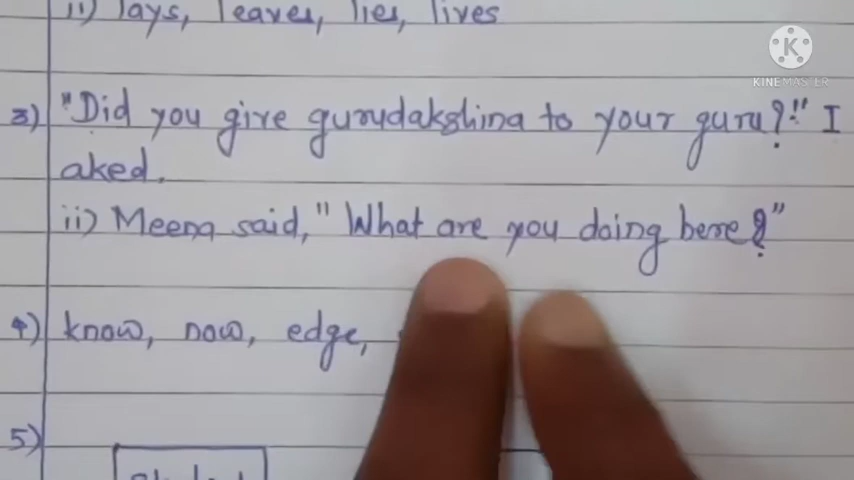 ii) lays, leaves, lies, lives
K
KINEMASTER
3) "Did you give gurudakshina to your guru?" I
aked.
ii) Meena said, "What are you doing here?"
4) know, now, edge,
5)